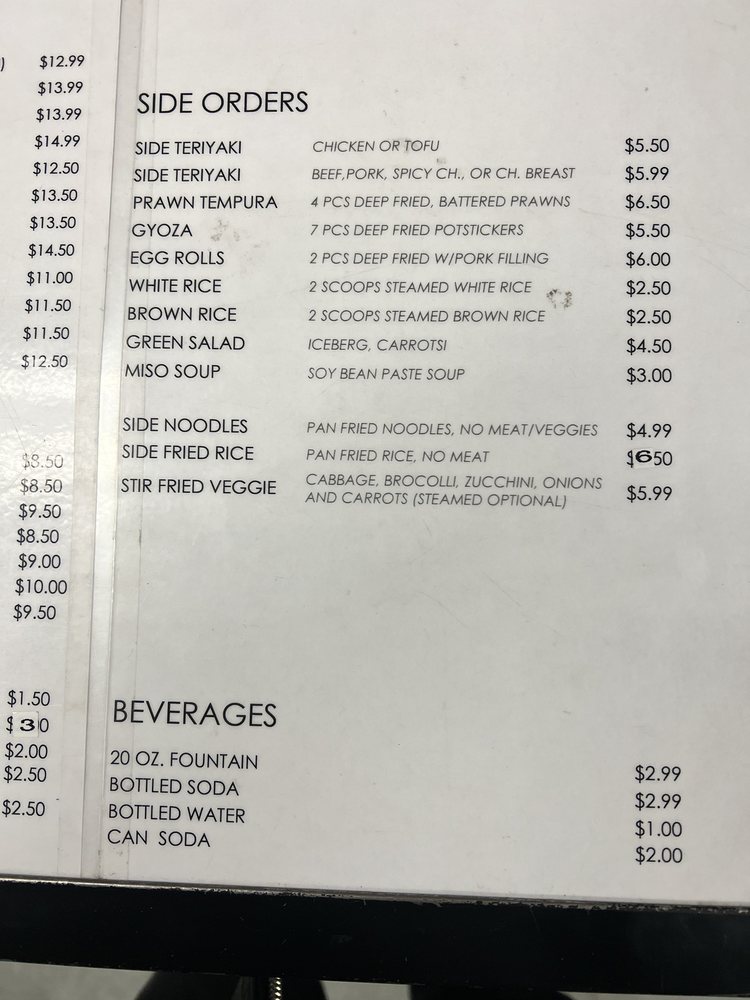 )
$12.99
$13.99
$13.99
$14.99
$12.50
$13.50
$13.50
$14.50
$11.00
$11.50
$11.50
$12.50
$8.50
$8.50
$9.50
$8.50
$9.00
$10.00
$9.50
$1.50
$ 3 0
$2.00
$2.50
$2.50
SIDE ORDERS
SIDE TERIYAKI CHICKEN OR TOFU $5.50
SIDE TERIYAKI BEEF,PORK, SPICY CH., OR CH. BREAST $5.99
PRAWN TEMPURA 4 PCS DEEP FRIED, BATTERED PRAWNS $6.50
GYOZA 7 PCS DEEP FRIED POTSTICKERS $5.50
EGG ROLLS 2 PCS DEEP FRIED W/PORK FILLING $6.00
WHITE RICE 2 SCOOPS STEAMED WHITE RICE $2.50
BROWN RICE 2 SCOOPS STEAMED BROWN RICE $2.50
GREEN SALAD ICEBERG, CARROTSI $4.50
MISO SOUP SOY BEAN PASTE SOUP $3.00
SIDE NOODLES PAN FRIED NOODLES, NO MEAT/VEGGIES $4.99
SIDE FRIED RICE PAN FRIED RICE, NO MEAT $650
STIR FRIED VEGGIE CABBAGE, BROCOLLI, ZUCCHINI, ONIONS
AND CARROTS (STEAMED OPTIONAL) $5.99
BEVERAGES
20 OZ. FOUNTAIN $2.99
BOTTLED SODA $2.99
BOTTLED WATER $1.00
CAN SODA $2.00